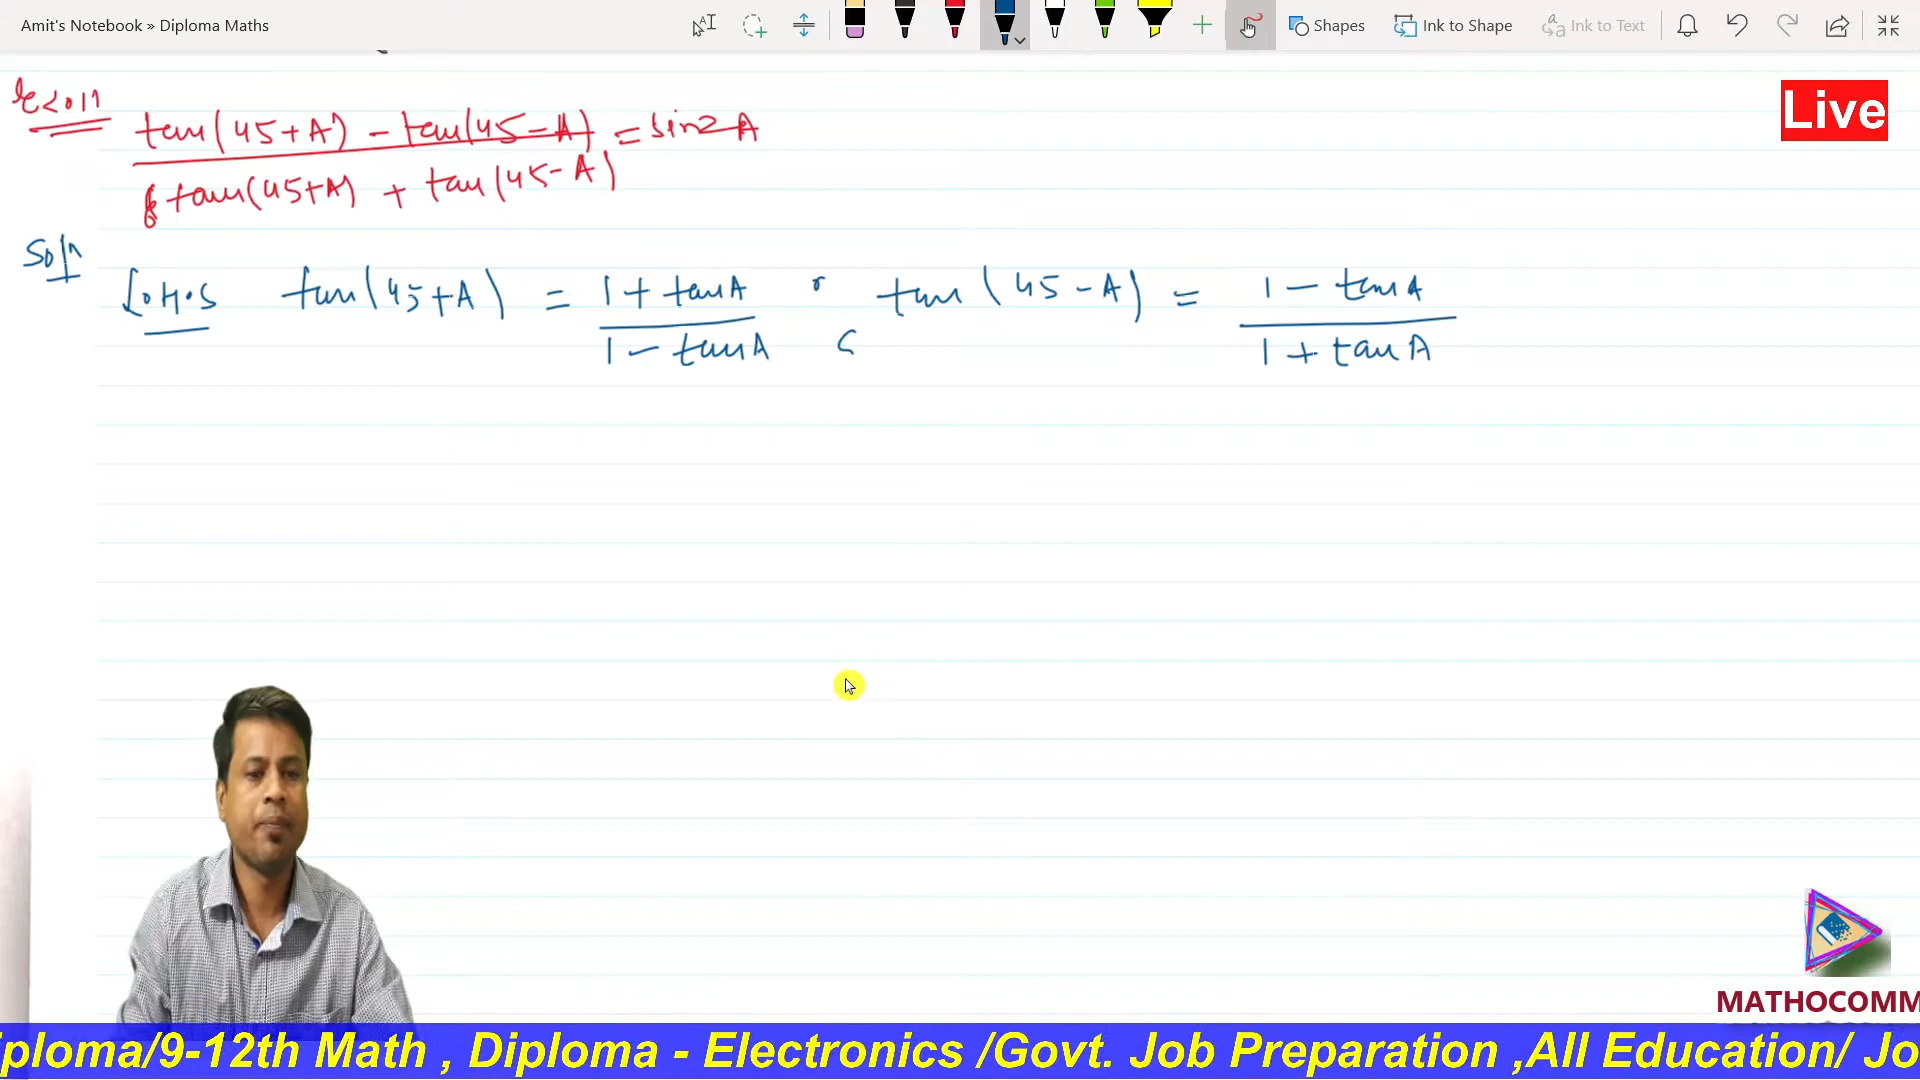 Amit's Notebook » Diploma Maths
Shapes
Ink to Shape
Ink to Text
Live
tan(45+A) - tan(45-A) = sin2A
tan(45+A) + tan(45-A)
Soln
L.H.S tan(45+A) = 1 + tanA , tan(45-A) = 1 - tanA
1 - tanA 1 + tanA
MATHOCOMM
iploma/9-12th Math , Diploma - Electronics /Govt. Job Preparation ,All Education/ Jo